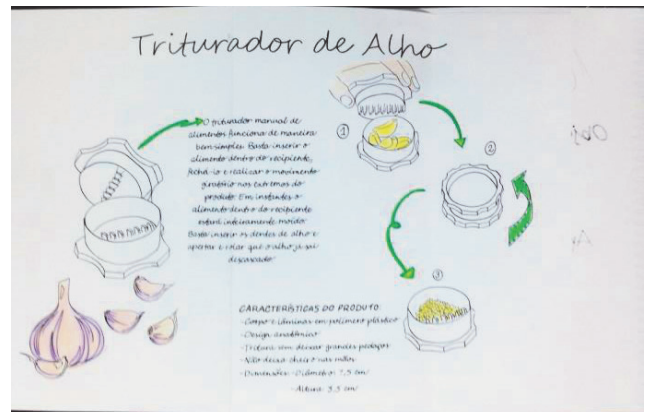 Triturador de Alho
O triturador manual de
alimentos funciona de maneira
bem simples. Basta inserir o
alimento dentro do recipiente,
fechá-lo e realizar o movimento
giratório nos extremos do
produto. Em instantes o
alimento dentro do recipiente
estará inteiramente moído.
Basta inserir os dentes de alho e
apertar e rolar que o alho já sai
descascado
1
2
3
CARACTERÍSTICAS DO PRODUTO:
- Corpo e lâminas em polímero plástico
- Design anatômico
- Tritura sem deixar grandes pedaços
- Não deixa cheiro nas mãos
- Dimensões: - Diâmetro: 7,5 cm
- Altura: 3,5 cm